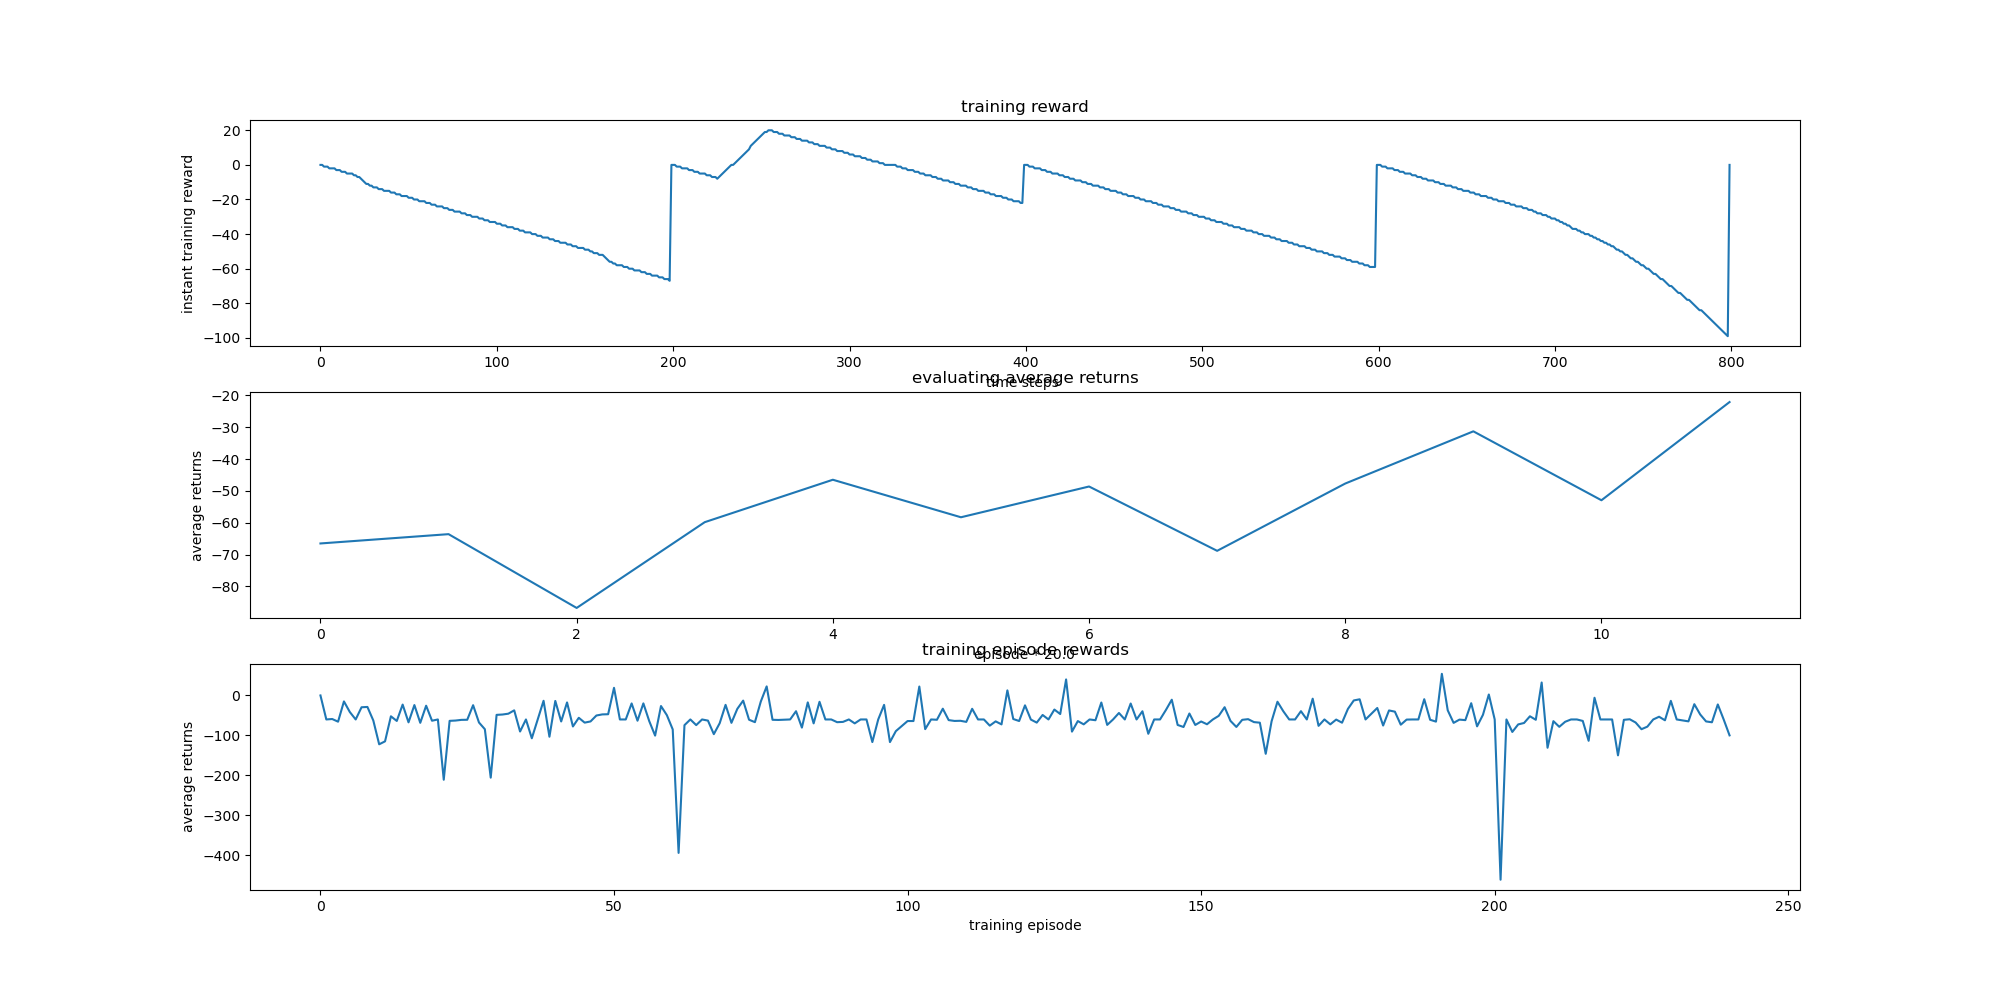 training reward
instant training reward
20
0
−20
−40
−60
−80
−100
0 100 200 300 400 500 600 700 800
time steps
evaluating average returns
average returns
−20
−30
−40
−50
−60
−70
−80
0 2 4 6 8 10
episode * 20.0
training episode rewards
average returns
0
−100
−200
−300
−400
0 50 100 150 200 250
training episode